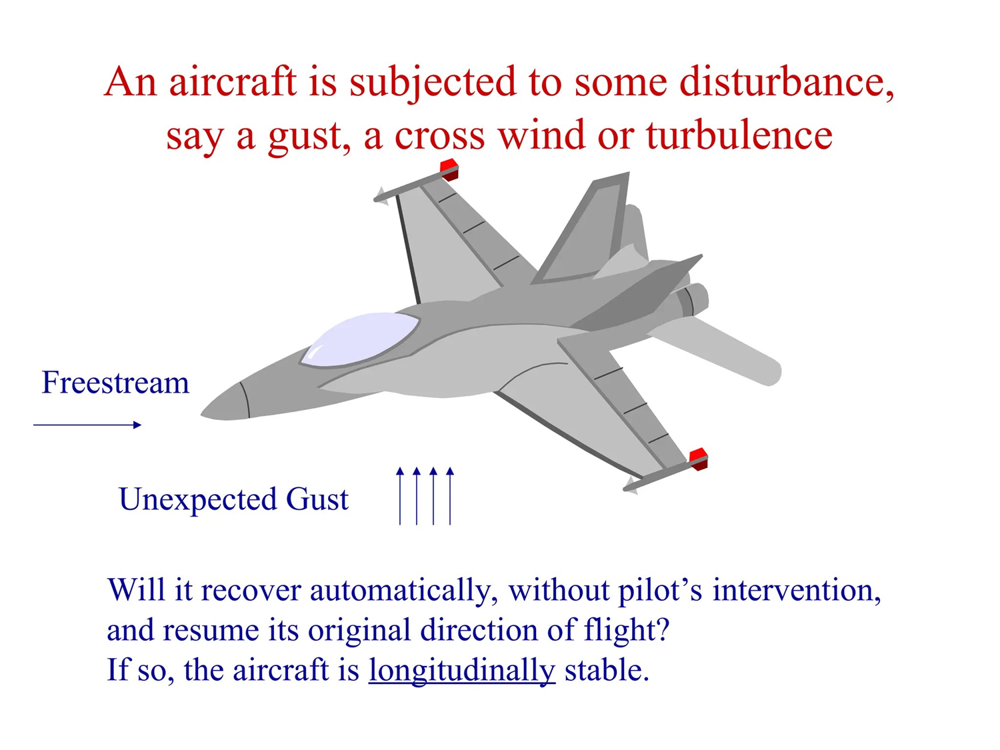 An aircraft is subjected to some disturbance,
say a gust, a cross wind or turbulence
Freestream
Unexpected Gust
Will it recover automatically, without pilot’s intervention,
and resume its original direction of flight?
If so, the aircraft is longitudinally stable.